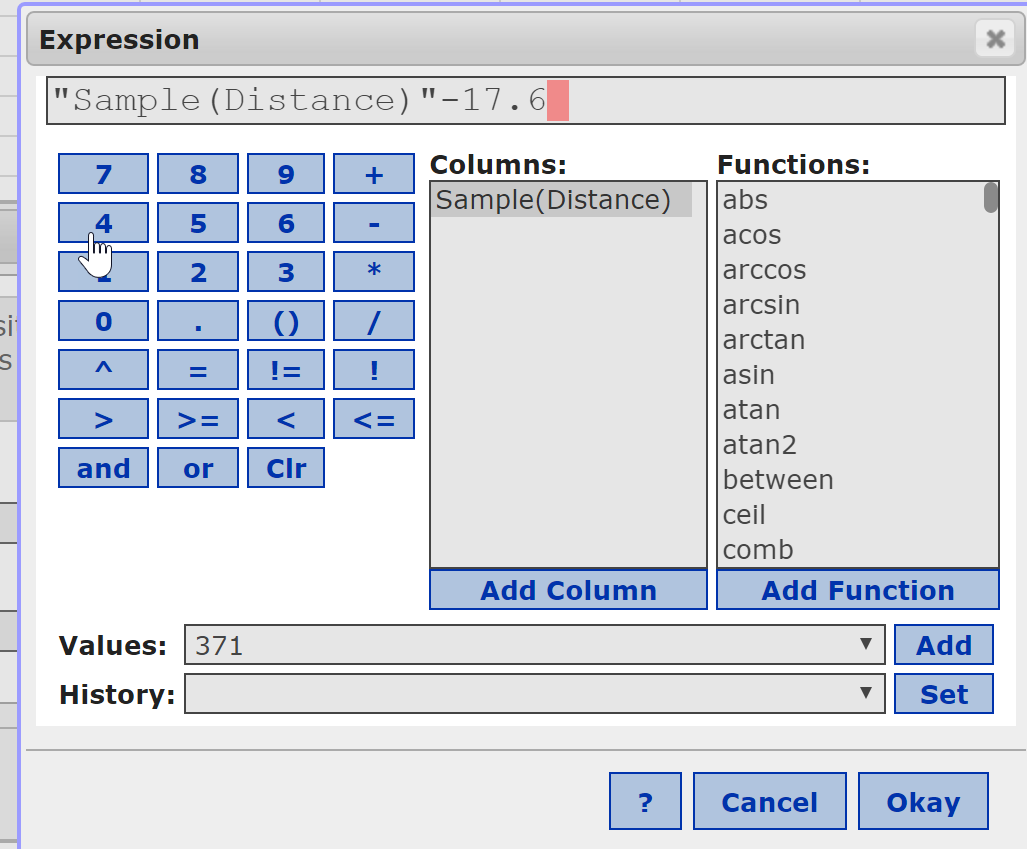 Expression
"Sample(Distance)"-17.6
7 8 9 +
4 5 6 -
2 3 *
0 . () /
^ = != !
> >= < <=
and or Clr
Columns:
Sample(Distance)
Add Column
Functions:
abs
acos
arccos
arcsin
arctan
asin
atan
atan2
between
ceil
comb
Add Function
Values: 371 Add
History: Set
? Cancel Okay